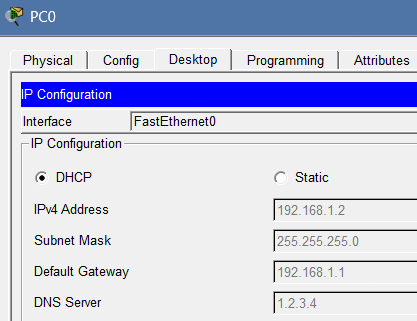 PC0
Physical Config Desktop Programming Attributes
IP Configuration
Interface FastEthernet0
IP Configuration
DHCP Static
IPv4 Address 192.168.1.2
Subnet Mask 255.255.255.0
Default Gateway 192.168.1.1
DNS Server 1.2.3.4